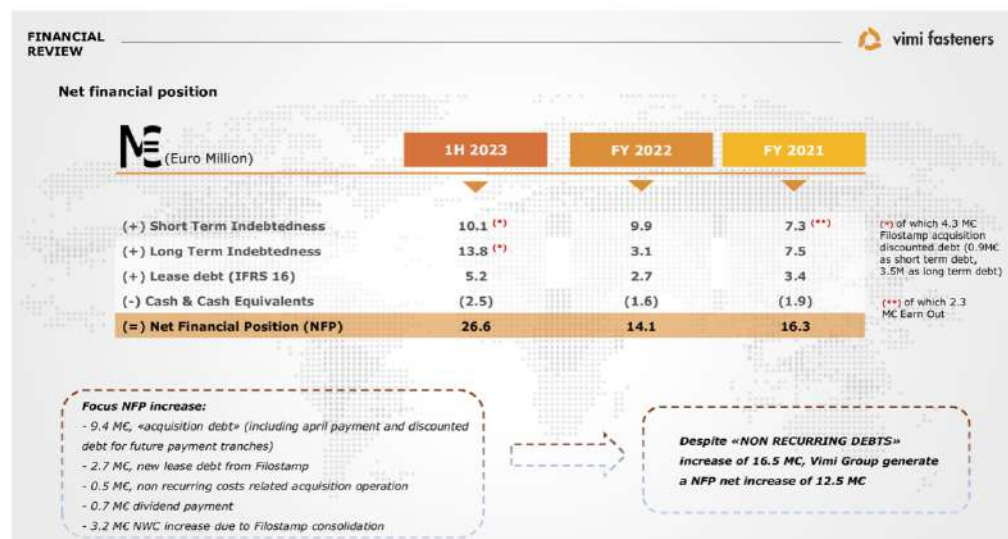 FINANCIAL
REVIEW
vimi fasteners
Net financial position
M€ (Euro Million)
1H 2023 FY 2022 FY 2021
(+) Short Term Indebtedness 10.1 (*) 9.9 7.3 (**)
(+) Long Term Indebtedness 13.8 (*) 3.1 7.5
(+) Lease debt (IFRS 16) 5.2 2.7 3.4
(-) Cash & Cash Equivalents (2.5) (1.6) (1.9)
(=) Net Financial Position (NFP) 26.6 14.1 16.3
(*) of which 4.3 M€
Filostamp acquisition
discounted debt (0.9M€
as short term debt,
3.5M as long term debt)
(**) of which 2.3
M€ Earn Out
Focus NFP increase:
- 9.4 M€, «acquisition debt» (including april payment and discounted
debt for future payment tranches)
- 2.7 M€, new lease debt from Filostamp
- 0.5 M€, non recurring costs related acquisition operation
- 0.7 M€ dividend payment
- 3.2 M€ NWC increase due to Filostamp consolidation
Despite «NON RECURRING DEBTS»
increase of 16.5 M€, Vimi Group generate
a NFP net increase of 12.5 M€